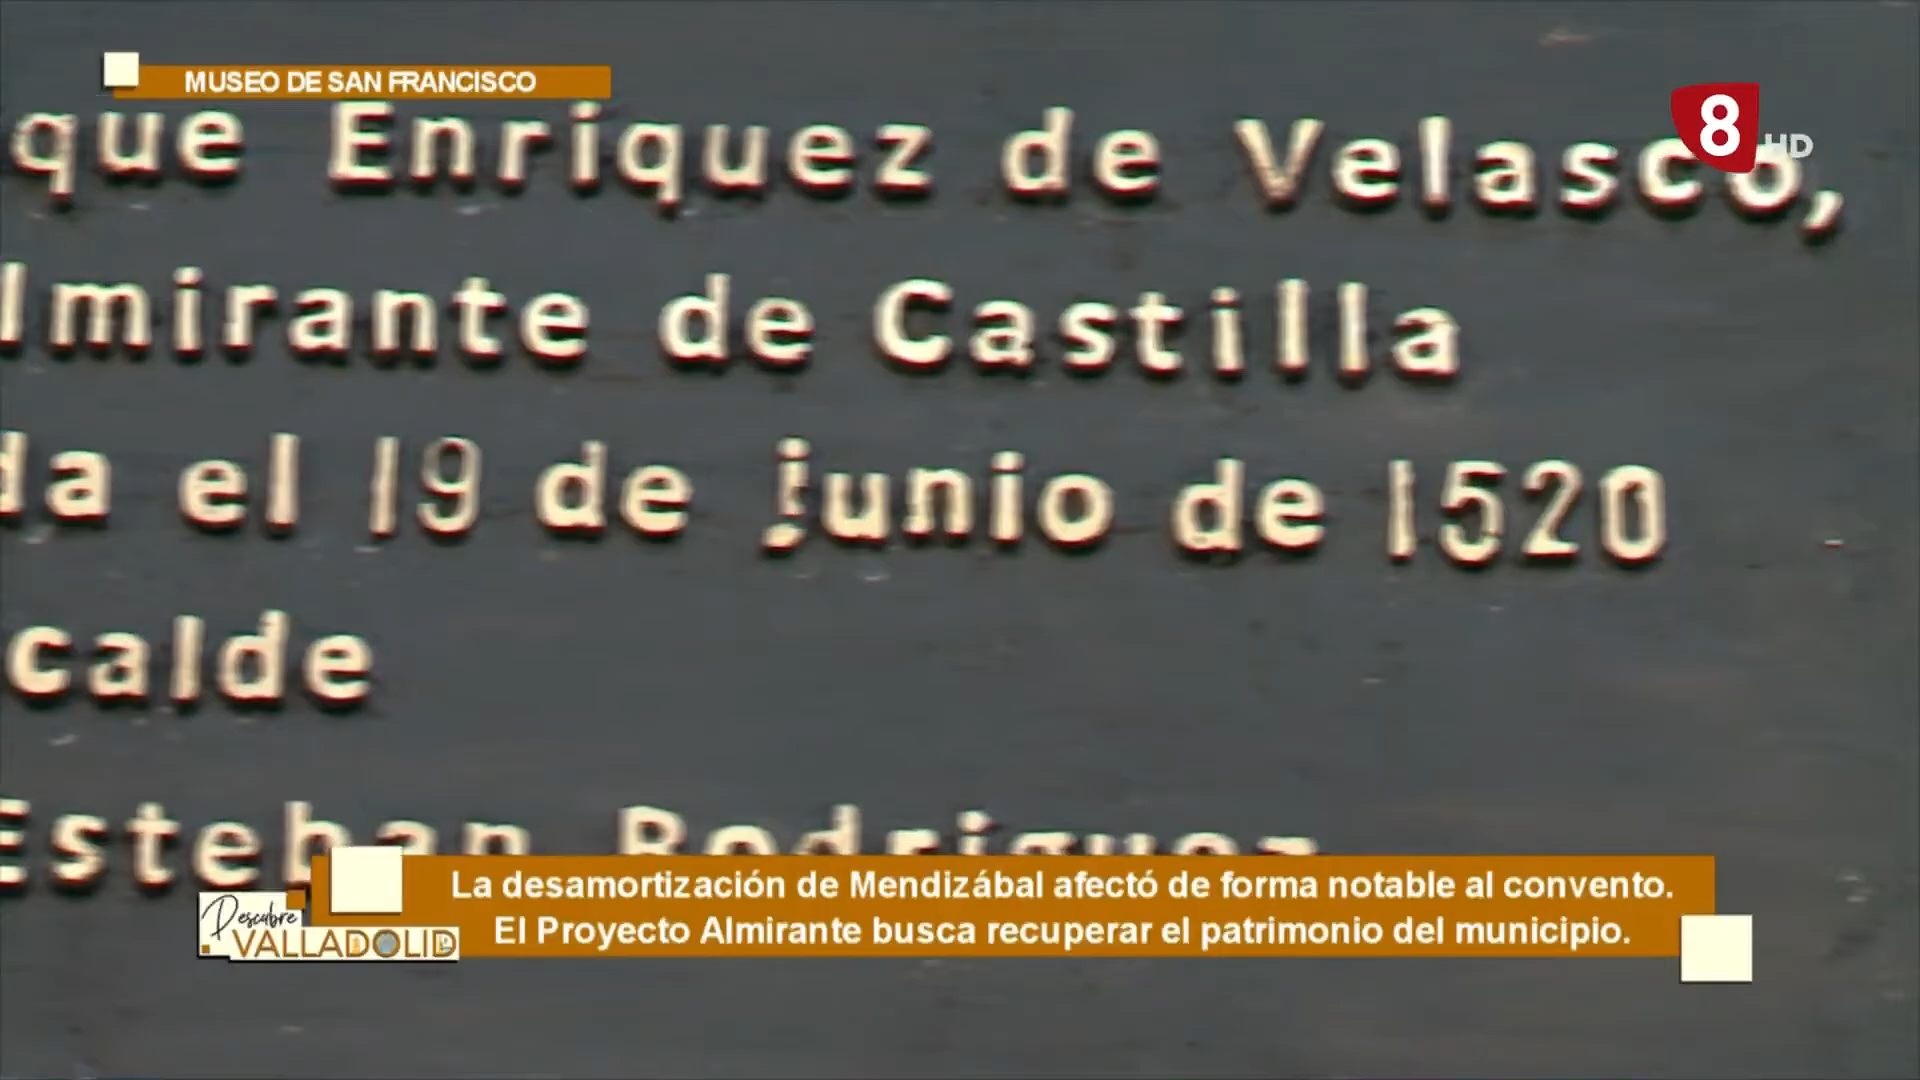 MUSEO DE SAN FRANCISCO
8 HD
que Enriquez de Velasco,
lmirante de Castilla
da el 19 de junio de 1520
calde
Esteban Rodriguez
La desamortización de Mendizábal afectó de forma notable al convento.
El Proyecto Almirante busca recuperar el patrimonio del municipio.
Descubre
VALLADOLID